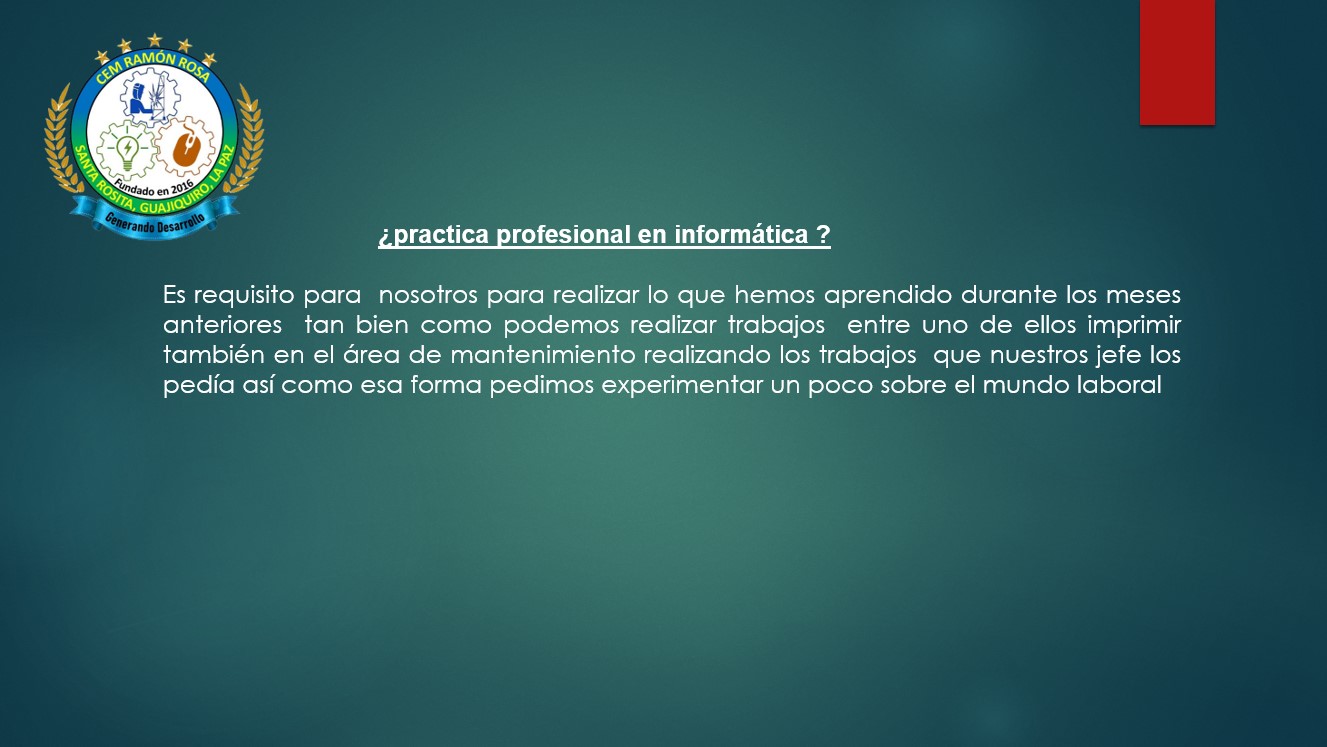 CEM RAMÓN ROSA
Fundado en 2016
SANTA ROSITA, GUAJIQUIRO, LA PAZ
Generando Desarrollo
¿practica profesional en informática ?
Es requisito para  nosotros para realizar lo que hemos aprendido durante los meses
anteriores  tan bien como podemos realizar trabajos  entre uno de ellos imprimir
también en el área de mantenimiento realizando los trabajos  que nuestros jefe los
pedía así como esa forma pedimos experimentar un poco sobre el mundo laboral